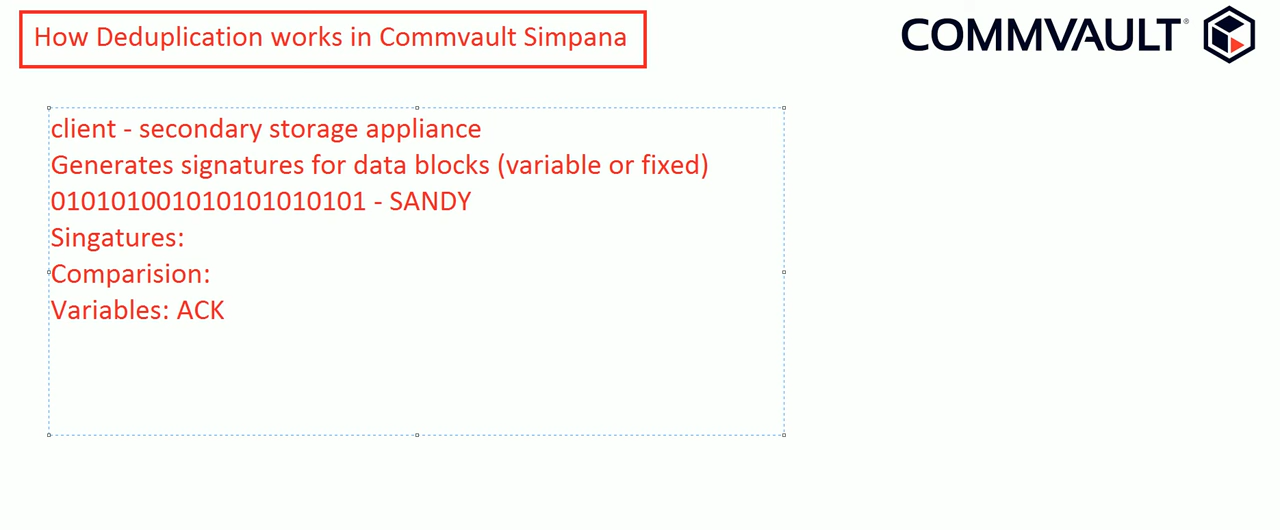 How Deduplication works in Commvault Simpana
COMMVAULT®
client - secondary storage appliance
Generates signatures for data blocks (variable or fixed)
010101001010101010101 - SANDY
Singatures:
Comparision:
Variables: ACK